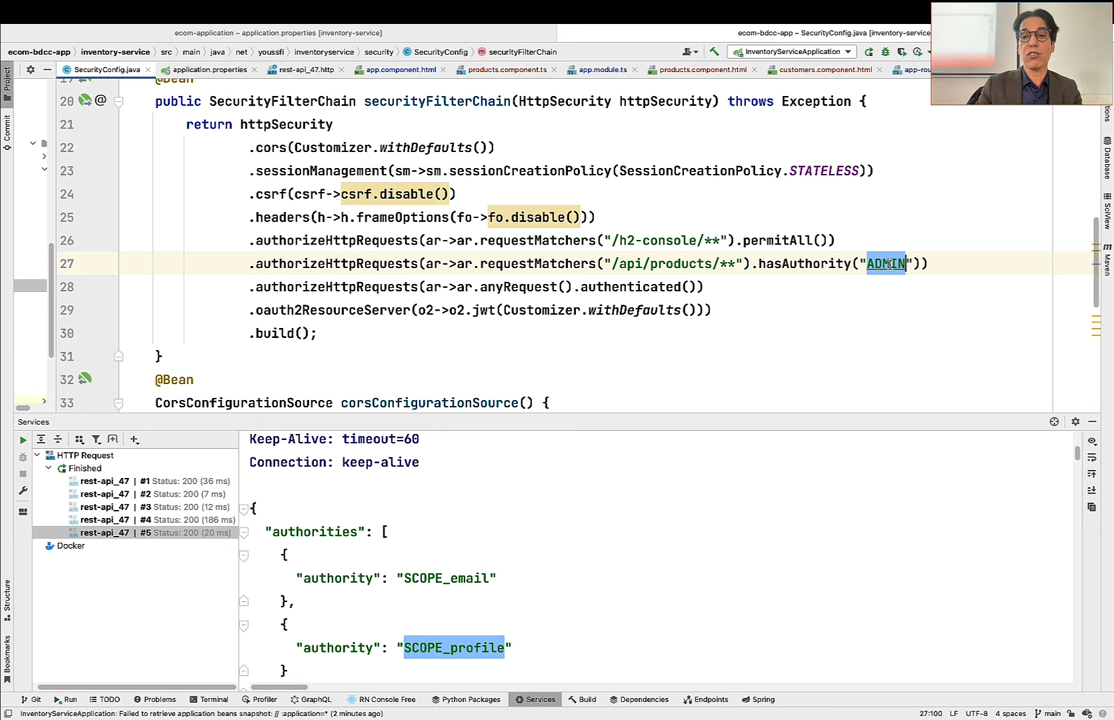 ecom-application – application.properties [inventory-service]
ecom-bdcc-app – SecurityConfig.java [inventory-service]
ecom-bdcc-app > inventory-service > src > main > java > net > youssfi > inventoryservice > security > SecurityConfig > securityFilterChain
InventoryServiceApplication
SecurityConfig.java
application.properties
rest-api_47.http
app.component.html
products.component.ts
app.module.ts
products.component.html
customers.component.html
app-rou
Project
Commit
Structure
Bookmarks
Database
SciView
Maven
20 public SecurityFilterChain securityFilterChain(HttpSecurity httpSecurity) throws Exception {
21 return httpSecurity
22 .cors(Customizer.withDefaults())
23 .sessionManagement(sm->sm.sessionCreationPolicy(SessionCreationPolicy.STATELESS))
24 .csrf(csrf->csrf.disable())
25 .headers(h->h.frameOptions(fo->fo.disable()))
26 .authorizeHttpRequests(ar->ar.requestMatchers("/h2-console/**").permitAll())
27 .authorizeHttpRequests(ar->ar.requestMatchers("/api/products/**").hasAuthority("ADMIN"))
28 .authorizeHttpRequests(ar->ar.anyRequest().authenticated())
29 .oauth2ResourceServer(o2->o2.jwt(Customizer.withDefaults()))
30 .build();
31 }
32 @Bean
33 CorsConfigurationSource corsConfigurationSource() {
Services
HTTP Request
Finished
rest-api_47 | #1 Status: 200 (36 ms)
rest-api_47 | #2 Status: 200 (7 ms)
rest-api_47 | #3 Status: 200 (12 ms)
rest-api_47 | #4 Status: 200 (186 ms)
rest-api_47 | #5 Status: 200 (20 ms)
Docker
Keep-Alive: timeout=60
Connection: keep-alive
{
"authorities": [
{
"authority": "SCOPE_email"
},
{
"authority": "SCOPE_profile"
}
Git Run TODO Problems Terminal Profiler GraphQL RN Console Free Python Packages Services Build Dependencies Endpoints Spring
InventoryServiceApplication: Failed to retrieve application beans snapshot: // :application=* (2 minutes ago)
27:100 LF UTF-8 4 spaces main